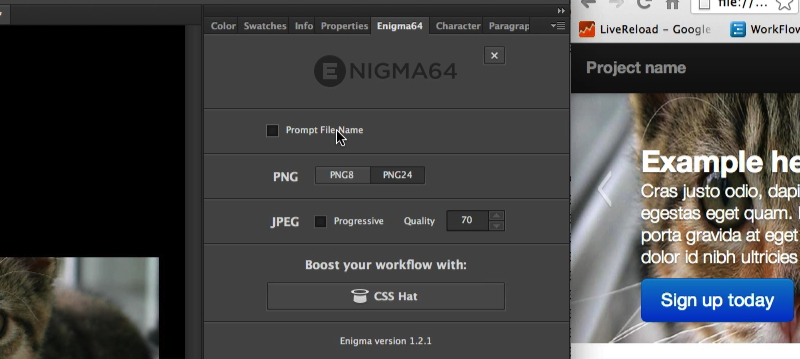 Color Swatches Info Properties Enigma64 Character Paragrap
ENIGMA64
Prompt File Name
PNG PNG8 PNG24
JPEG Progressive Quality 70
Boost your workflow with:
CSS Hat
Enigma version 1.2.1
file://...
LiveReload – Google WorkFlow
Project name
Example he
Cras justo odio, dapi
egestas eget quam.
porta gravida at eget
dolor id nibh ultricies
Sign up today